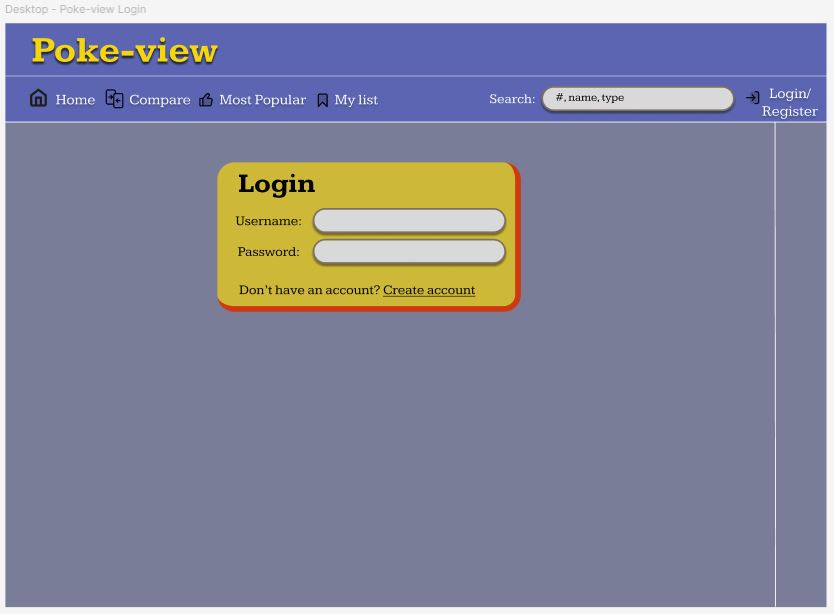 Desktop - Poke-view Login
Poke-view
Home Compare Most Popular My list Search: #, name, type Login/
Register
Login
Username:
Password:
Don't have an account? Create account